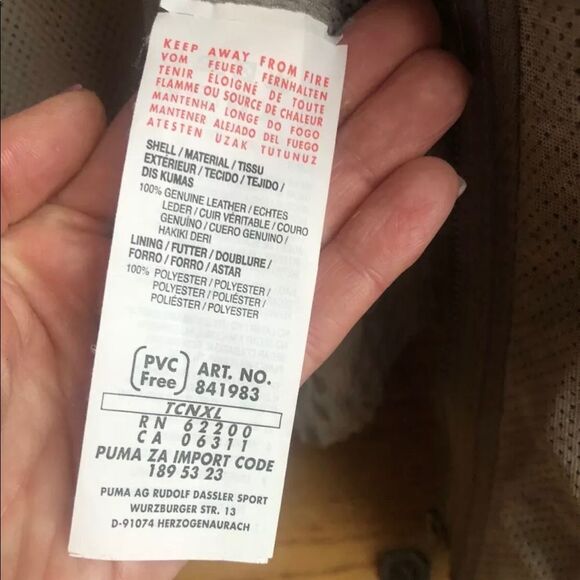 KEEP AWAY FROM FIRE
VOM FEUER FERNHALTEN
TENIR ÉLOIGNÉ DE TOUTE
FLAMME OU SOURCE DE CHALEUR
MANTENHA LONGE DO FOGO
MANTENER ALEJADO DEL FUEGO
ATESTEN UZAK TUTUNUZ
SHELL / MATERIAL / TISSU
EXTÉRIEUR / TECIDO / TEJIDO /
DIS KUMAS
100% GENUINE LEATHER / ECHTES
LEDER / CUIR VÉRITABLE / COURO
GENUÍNO / CUERO GENUINO /
HAKIKI DERI
LINING / FUTTER / DOUBLURE /
FORRO / FORRO / ASTAR
100% POLYESTER / POLYESTER /
POLYESTER / POLIÉSTER /
POLIÉSTER / POLYESTER
PVC Free ART. NO. 841983
TCNXL
RN 62200
CA 06311
PUMA ZA IMPORT CODE
189 53 23
PUMA AG RUDOLF DASSLER SPORT
WURZBURGER STR. 13
D-91074 HERZOGENAURACH